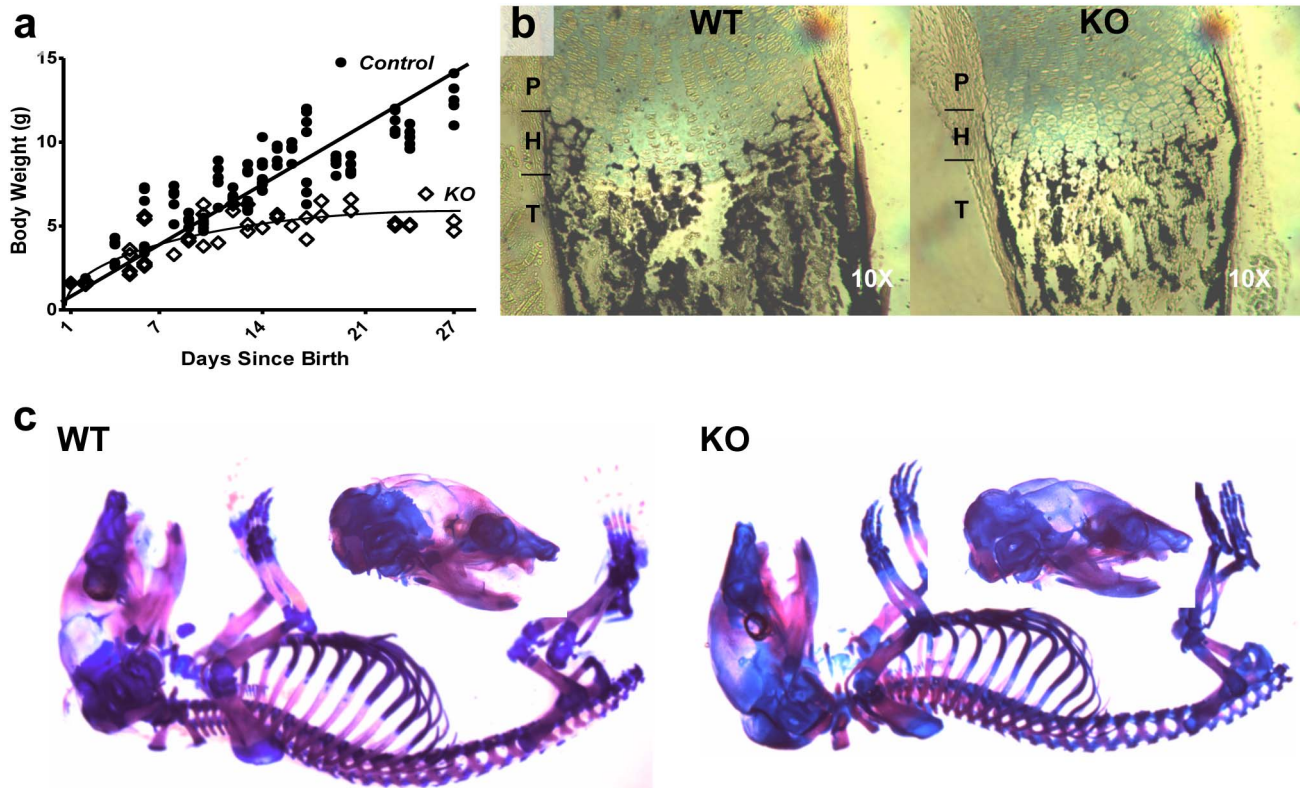 a
Body Weight (g)
15
10
5
0
Control
KO
1
7
14
21
27
Days Since Birth
b
WT
KO
P
H
T
10X
P
H
T
10X
c
WT
KO